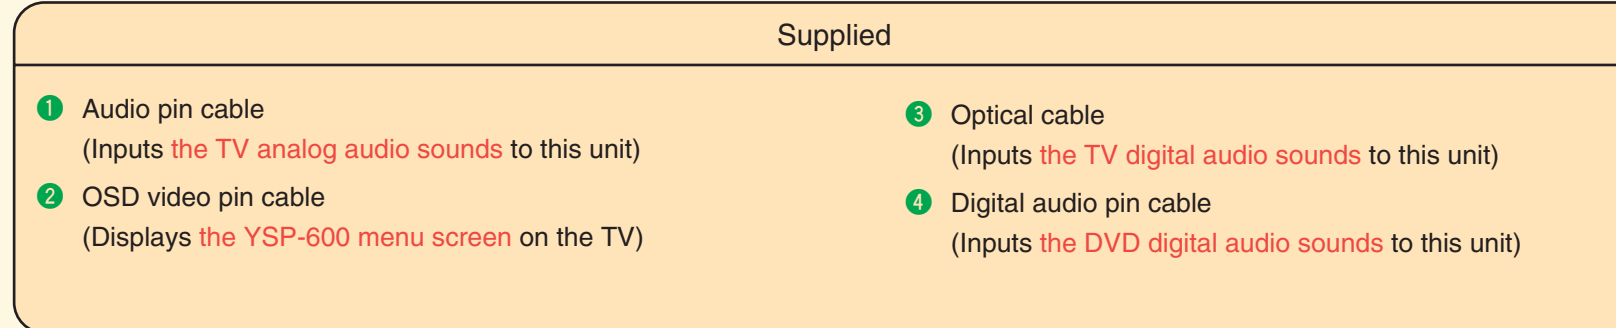 Supplied
1 Audio pin cable
(Inputs the TV analog audio sounds to this unit)
2 OSD video pin cable
(Displays the YSP-600 menu screen on the TV)
3 Optical cable
(Inputs the TV digital audio sounds to this unit)
4 Digital audio pin cable
(Inputs the DVD digital audio sounds to this unit)